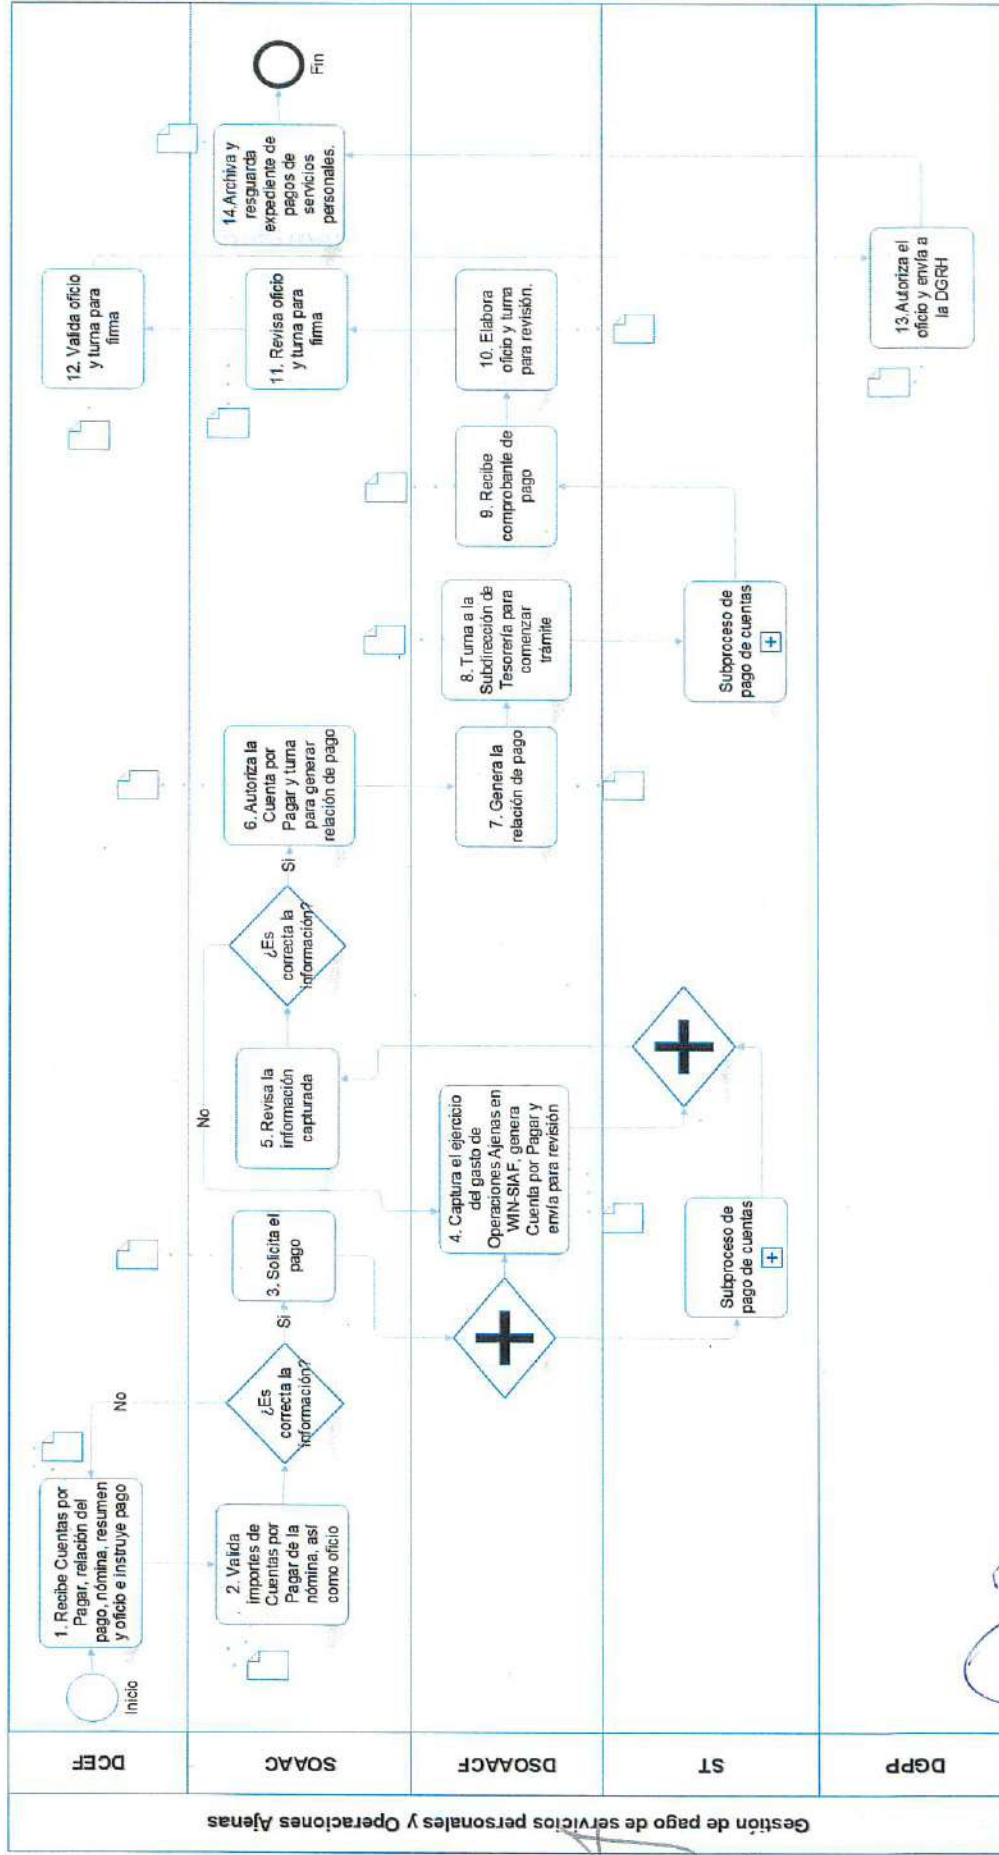 Gestión de pago de servicios personales y Operaciones Ajenas
DCEF
SOAAC
DSOAACF
ST
DGPP
Inicio
1. Recibe Cuentas por
Pagar, relación del
pago, nómina, resumen
y oficio e instruye pago
2. Valida
importes de
Cuentas por
Pagar de la
nómina, así
como oficio
¿Es
correcta la
información?
No
Si
3. Solicita el
pago
4. Captura el ejercicio
del gasto de
Operaciones Ajenas en
WIN-SIAF, genera
Cuenta por Pagar y
envía para revisión
Subproceso de
pago de cuentas
5. Revisa la
información
capturada
¿Es
correcta la
información?
No
Si
6. Autoriza la
Cuenta por
Pagar y turna
para generar
relación de pago
7. Genera la
relación de pago
8. Turna a la
Subdirección de
Tesorería para
comenzar
trámite
Subproceso de
pago de cuentas
9. Recibe
comprobante de
pago
10. Elabora
oficio y turna
para revisión.
11. Revisa oficio
y turna para
firma
12. Valida oficio
y turna para
firma
13.Autoriza el
oficio y envía a
la DGRH
14.Archiva y
resguarda
expediente de
pagos de
servicios
personales.
Fin